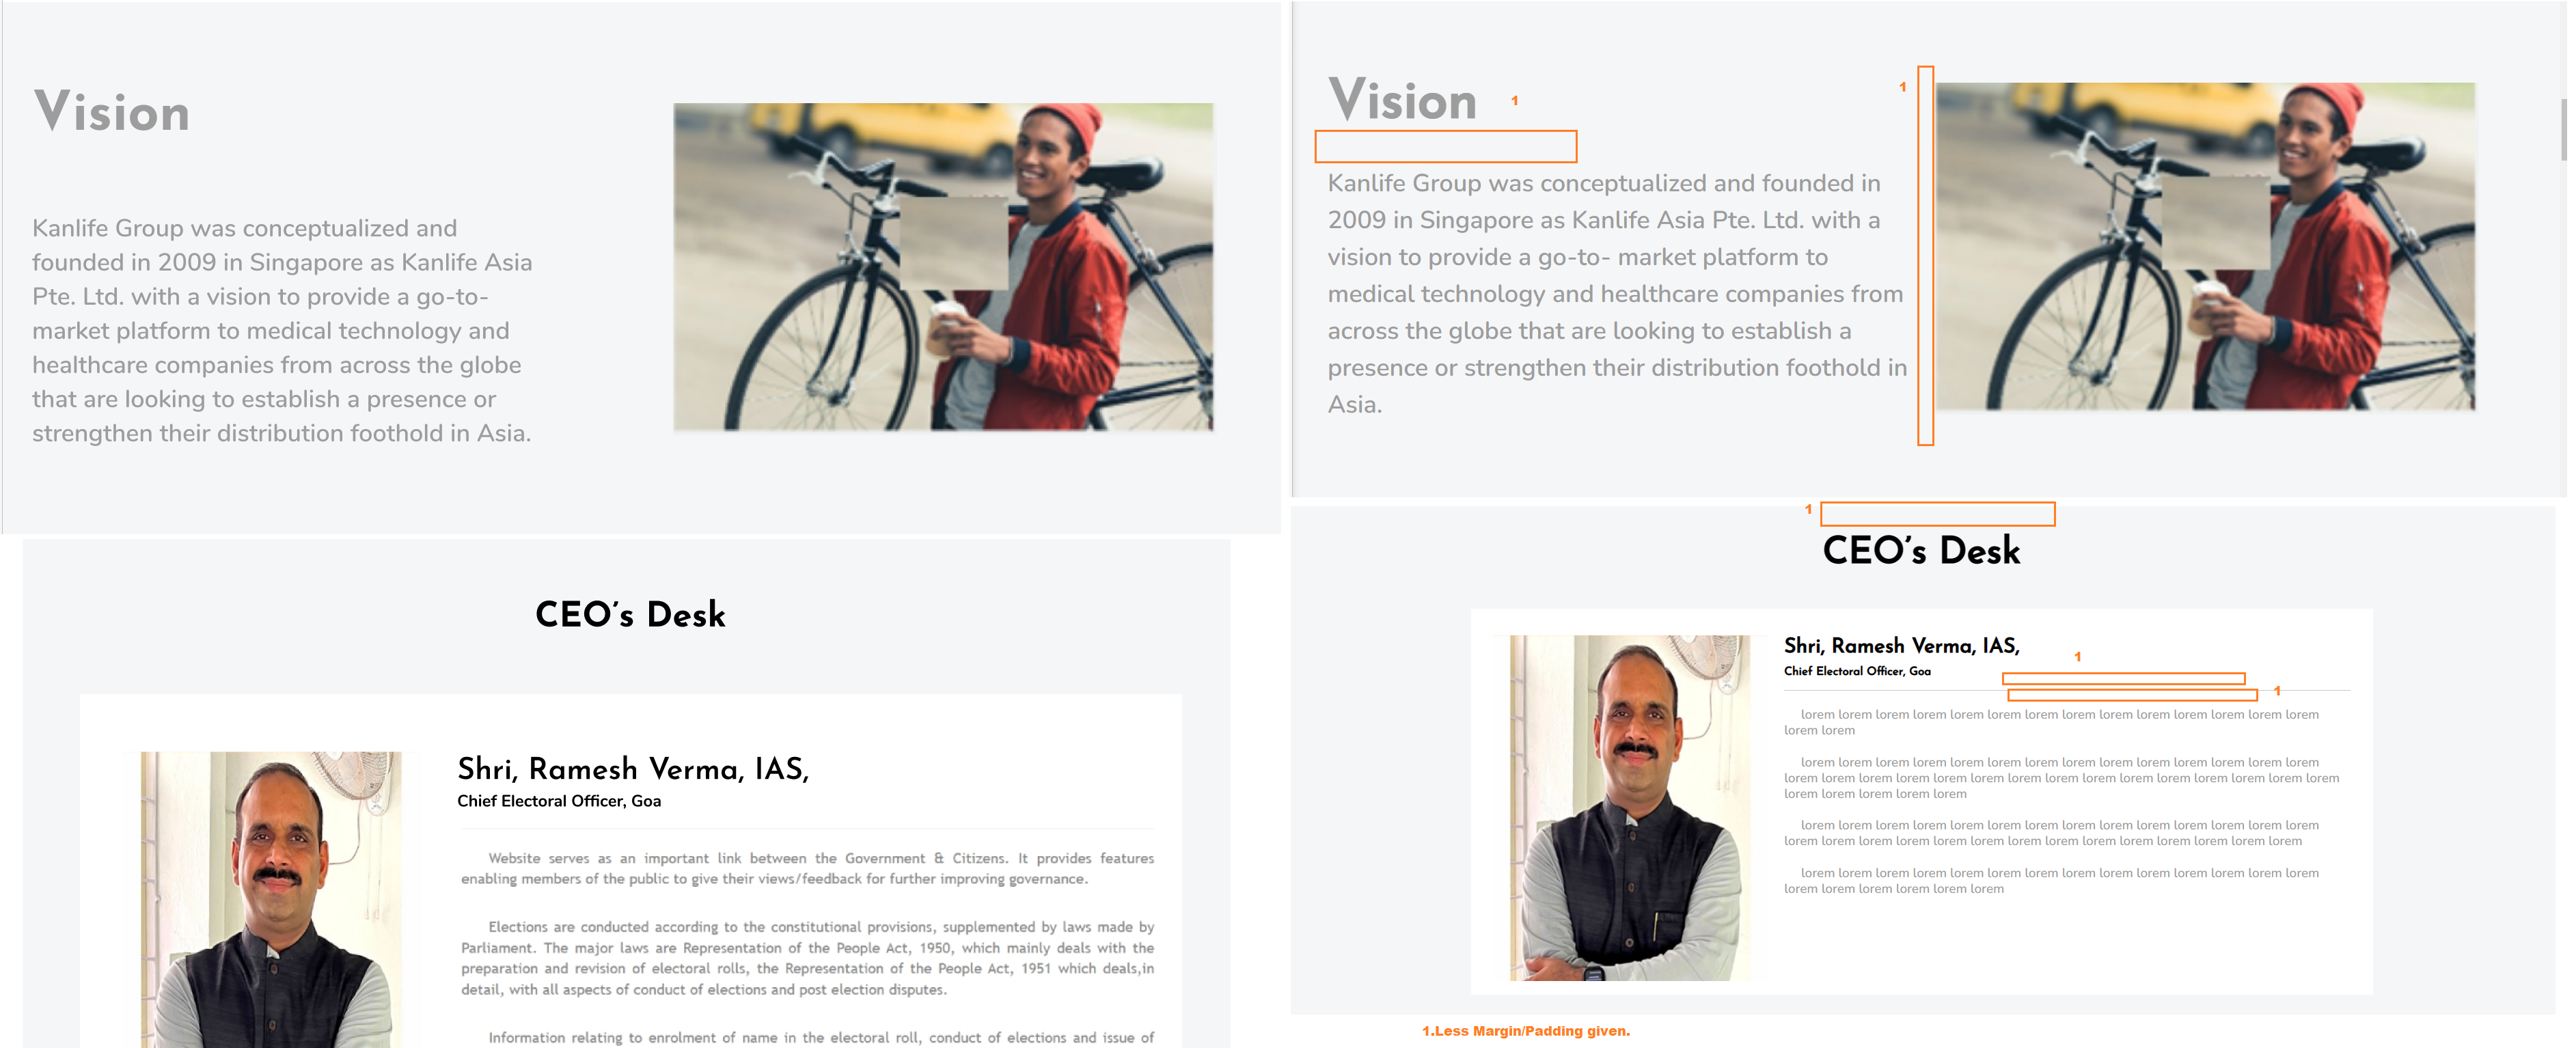 Vision
Kanlife Group was conceptualized and
founded in 2009 in Singapore as Kanlife Asia
Pte. Ltd. with a vision to provide a go-to-
market platform to medical technology and
healthcare companies from across the globe
that are looking to establish a presence or
strengthen their distribution foothold in Asia.
CEO's Desk
Shri, Ramesh Verma, IAS,
Chief Electoral Officer, Goa
Website serves as an important link between the Government & Citizens. It provides features
enabling members of the public to give their views/feedback for further improving governance.
Elections are conducted according to the constitutional provisions, supplemented by laws made by
Parliament. The major laws are Representation of the People Act, 1950, which mainly deals with the
preparation and revision of electoral rolls, the Representation of the People Act, 1951 which deals,in
detail, with all aspects of conduct of elections and post election disputes.
Information relating to enrolment of name in the electoral roll, conduct of elections and issue of
Vision 1
1
Kanlife Group was conceptualized and founded in
2009 in Singapore as Kanlife Asia Pte. Ltd. with a
vision to provide a go-to- market platform to
medical technology and healthcare companies from
across the globe that are looking to establish a
presence or strengthen their distribution foothold in
Asia.
1
CEO's Desk
Shri, Ramesh Verma, IAS,
1
Chief Electoral Officer, Goa
1
lorem lorem lorem lorem lorem lorem lorem lorem lorem lorem lorem lorem lorem lorem
lorem lorem
lorem lorem lorem lorem lorem lorem lorem lorem lorem lorem lorem lorem lorem lorem
lorem lorem lorem lorem lorem lorem lorem lorem lorem lorem lorem lorem lorem lorem lorem
lorem lorem lorem lorem lorem
lorem lorem lorem lorem lorem lorem lorem lorem lorem lorem lorem lorem lorem lorem
lorem lorem lorem lorem lorem lorem lorem lorem lorem lorem lorem lorem lorem lorem
lorem lorem lorem lorem lorem lorem lorem lorem lorem lorem lorem lorem lorem lorem
lorem lorem lorem lorem lorem lorem
1.Less Margin/Padding given.